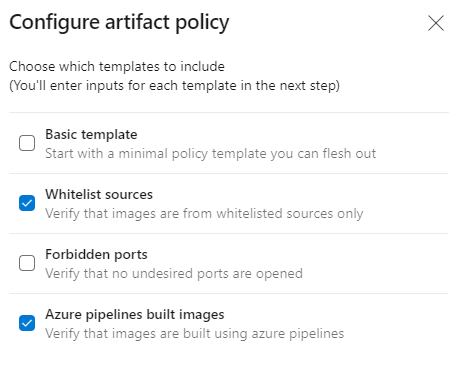 Configure artifact policy
Choose which templates to include
(You'll enter inputs for each template in the next step)
Basic template
Start with a minimal policy template you can flesh out
Whitelist sources
Verify that images are from whitelisted sources only
Forbidden ports
Verify that no undesired ports are opened
Azure pipelines built images
Verify that images are built using azure pipelines